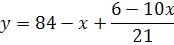 y = 84 − x + (6 − 10x)/21